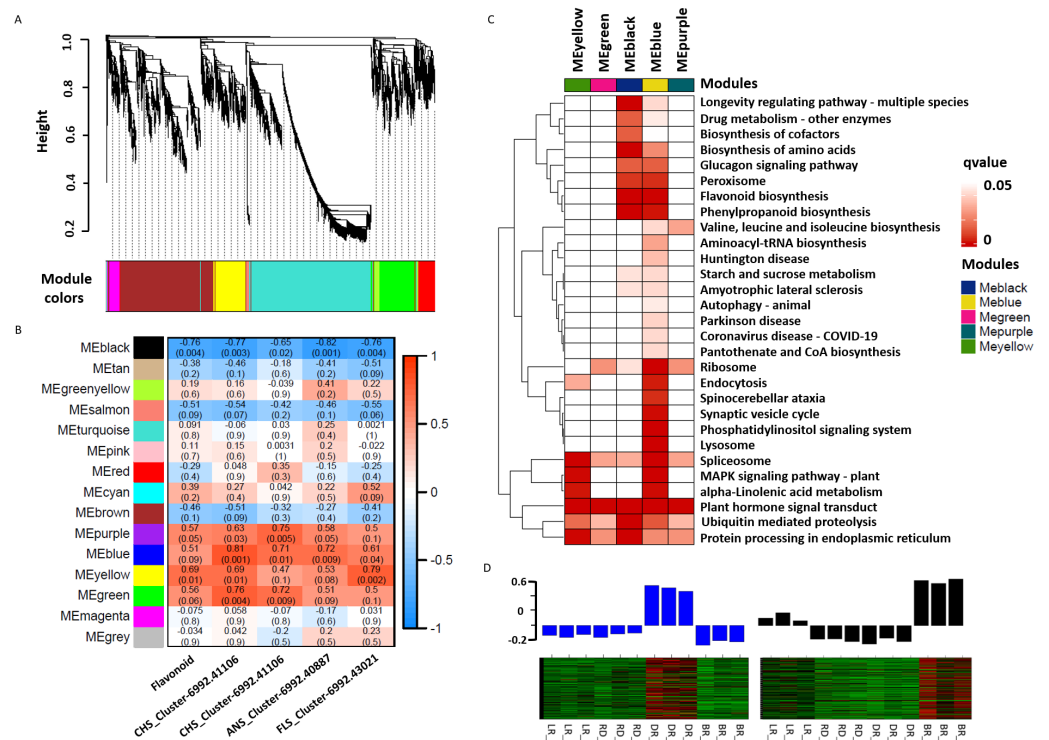 A
1.0
0.8
0.6
0.4
0.2
Height
Module
colors
B
MEblack -0.76 -0.77 -0.65 -0.82 -0.76
(0.004) (0.003) (0.02) (0.001) (0.004)
MEtan -0.38 -0.46 -0.18 -0.41 -0.51
(0.2) (0.1) (0.6) (0.2) (0.09)
MEgreenyellow 0.19 0.16 -0.039 0.41 0.22
(0.6) (0.6) (0.9) (0.2) (0.5)
MEsalmon -0.51 -0.54 -0.42 -0.46 -0.55
(0.09) (0.07) (0.2) (0.1) (0.06)
MEturquoise 0.091 -0.06 0.03 0.25 0.0021
(0.8) (0.9) (0.9) (0.4) (1)
MEpink 0.11 0.15 0.0031 0.2 -0.022
(0.7) (0.6) (1) (0.5) (0.9)
MEred -0.29 0.048 0.35 -0.15 -0.25
(0.4) (0.9) (0.3) (0.6) (0.4)
MEcyan 0.39 0.27 0.042 0.22 0.52
(0.2) (0.4) (0.9) (0.5) (0.09)
MEbrown -0.46 -0.51 -0.32 -0.27 -0.41
(0.1) (0.09) (0.3) (0.4) (0.2)
MEpurple 0.57 0.63 0.75 0.58 0.5
(0.05) (0.03) (0.005) (0.05) (0.1)
MEblue 0.51 0.81 0.71 0.72 0.61
(0.09) (0.001) (0.01) (0.009) (0.04)
MEyellow 0.69 0.69 0.47 0.53 0.79
(0.01) (0.01) (0.1) (0.08) (0.002)
MEgreen 0.56 0.76 0.72 0.51 0.5
(0.06) (0.004) (0.009) (0.09) (0.1)
MEmagenta -0.075 0.058 -0.07 -0.17 0.031
(0.8) (0.9) (0.8) (0.6) (0.9)
MEgrey -0.034 0.042 -0.2 0.2 0.23
(0.9) (0.9) (0.5) (0.5) (0.5)
1
0.5
0
-0.5
-1
Flavonoid
CHS_Cluster-6992.41106
CHS_Cluster-6992.41106
ANS_Cluster-6992.40887
FLS_Cluster-6992.43021
C
MEyellow
MEgreen
MEblack
MEblue
MEpurple
Modules
Longevity regulating pathway - multiple species
Drug metabolism - other enzymes
Biosynthesis of cofactors
Biosynthesis of amino acids
Glucagon signaling pathway
Peroxisome
Flavonoid biosynthesis
Phenylpropanoid biosynthesis
Valine, leucine and isoleucine biosynthesis
Aminoacyl-tRNA biosynthesis
Huntington disease
Starch and sucrose metabolism
Amyotrophic lateral sclerosis
Autophagy - animal
Parkinson disease
Coronavirus disease - COVID-19
Pantothenate and CoA biosynthesis
Ribosome
Endocytosis
Spinocerebellar ataxia
Synaptic vesicle cycle
Phosphatidylinositol signaling system
Lysosome
Spliceosome
MAPK signaling pathway - plant
alpha-Linolenic acid metabolism
Plant hormone signal transduct
Ubiquitin mediated proteolysis
Protein processing in endoplasmic reticulum
qvalue
0.05
0
Modules
Meblack
Meblue
Megreen
Mepurple
Meyellow
D
0.6
0
-0.2
LR_
LR_
LR_
RD_
RD_
RD_
DR_
DR_
DR_
BR_
BR_
BR_
LR_
LR_
LR_
RD_
RD_
RD_
DR_
DR_
DR_
BR_
BR_
BR_